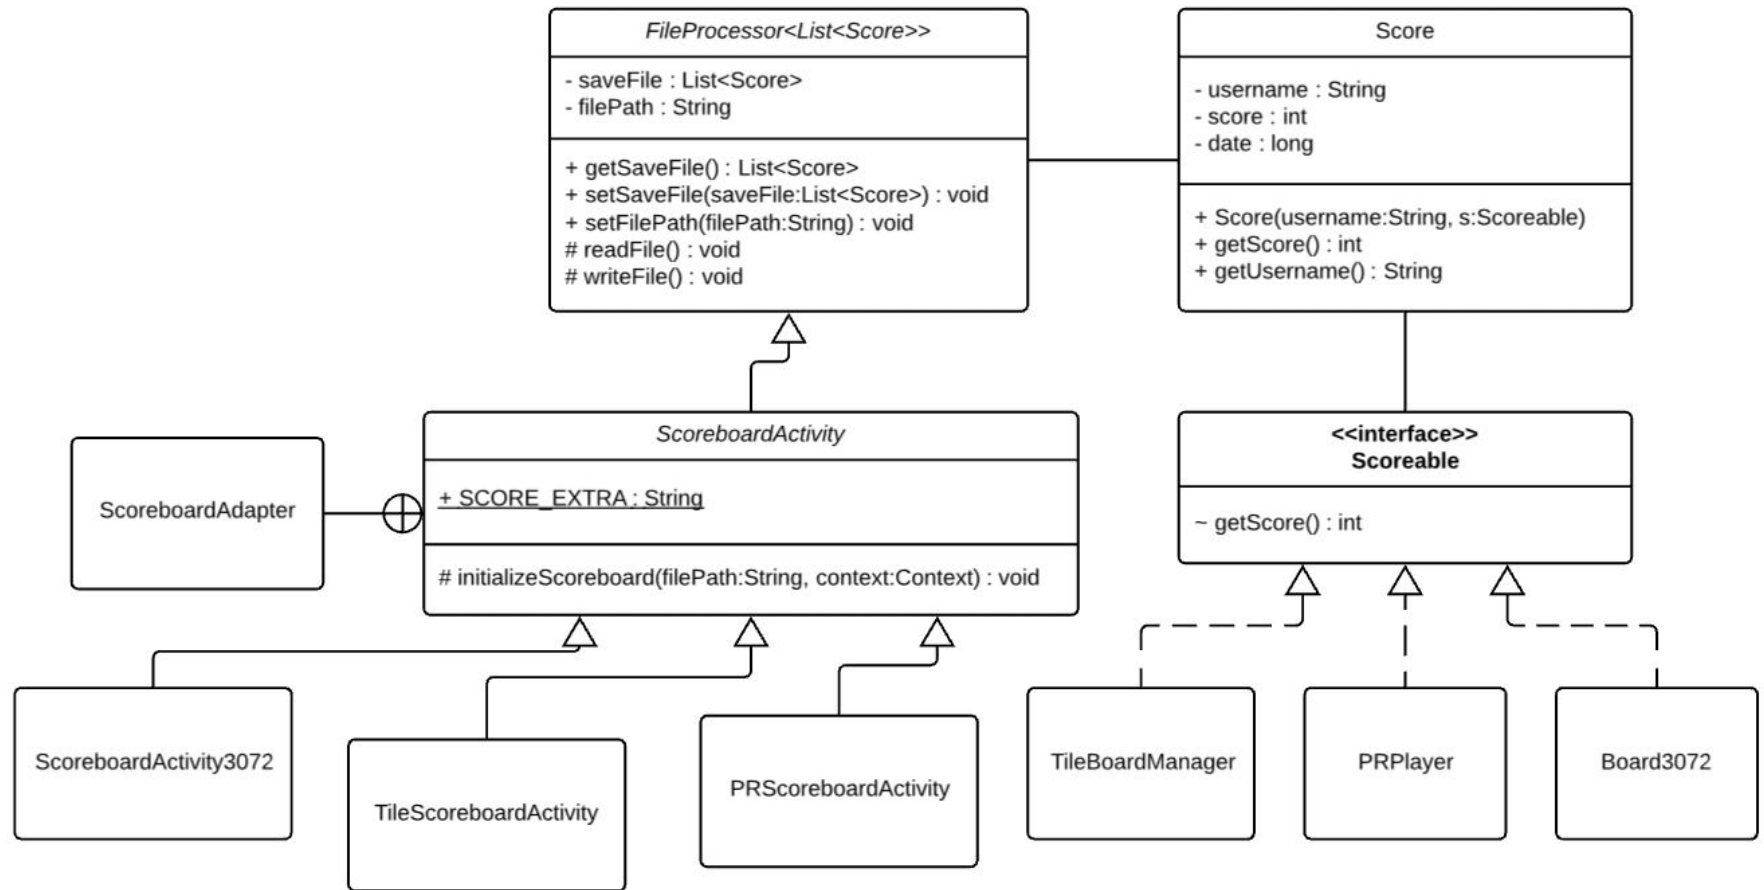 FileProcessor<List<Score>>
- saveFile : List<Score>
- filePath : String
+ getSaveFile() : List<Score>
+ setSaveFile(saveFile:List<Score>) : void
+ setFilePath(filePath:String) : void
# readFile() : void
# writeFile() : void
Score
- username : String
- score : int
- date : long
+ Score(username:String, s:Scoreable)
+ getScore() : int
+ getUsername() : String
ScoreboardAdapter
ScoreboardActivity
+ SCORE_EXTRA : String
# initializeScoreboard(filePath:String, context:Context) : void
<<interface>>
Scoreable
~ getScore() : int
ScoreboardActivity3072
TileScoreboardActivity
PRScoreboardActivity
TileBoardManager
PRPlayer
Board3072